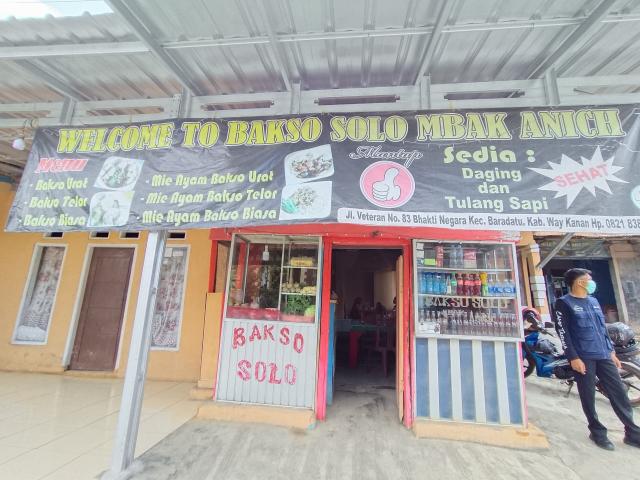 WELCOME TO BAKSO SOLO MBAK ANICH
Menu
- Bakso Urat
- Bakso Telor
- Bakso Biasa
- Mie Ayam Bakso Urat
- Mie Ayam Bakso Telor
- Mie Ayam Bakso Biasa
Mantap
Sedia :
Daging
dan
Tulang Sapi
SEHAT
Jl. Veteran No. 83 Bhakti Negara Kec. Baradatu. Kab. Way Kanan Hp. 0821 838
BAKSO
SOLO
BAKSO SOLO